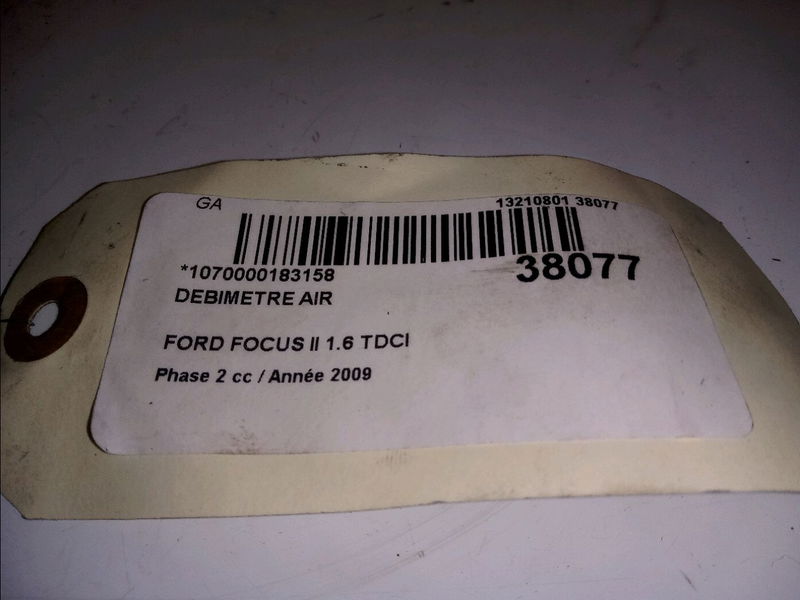 GA 13210801 38077
*1070000183158 38077
DEBIMETRE AIR
FORD FOCUS II 1.6 TDCI
Phase 2 cc / Année 2009